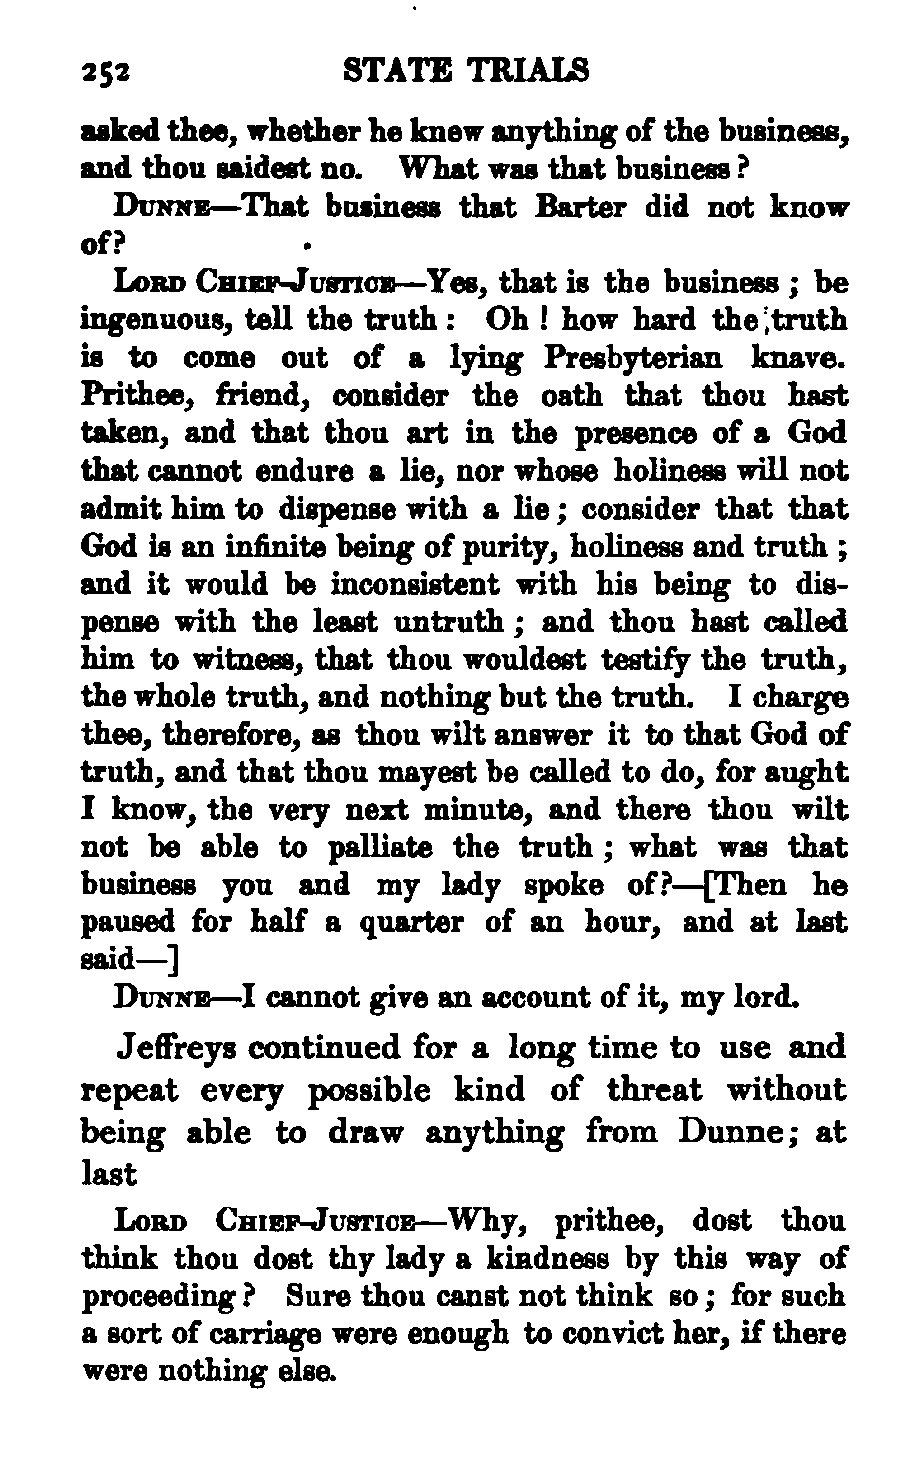 252 STATE TRIALS
asked thee, whether he knew anything of the business,
and thou saidest no. What was that business?
DUNNE—That business that Barter did not know
of?
LORD CHIEF-JUSTICE—Yes, that is the business; be
ingenuous, tell the truth: Oh! how hard the truth
is to come out of a lying Presbyterian knave.
Prithee, friend, consider the oath that thou hast
taken, and that thou art in the presence of a God
that cannot endure a lie, nor whose holiness will not
admit him to dispense with a lie; consider that that
God is an infinite being of purity, holiness and truth;
and it would be inconsistent with his being to dis-
pense with the least untruth; and thou hast called
him to witness, that thou wouldest testify the truth,
the whole truth, and nothing but the truth. I charge
thee, therefore, as thou wilt answer it to that God of
truth, and that thou mayest be called to do, for aught
I know, the very next minute, and there thou wilt
not be able to palliate the truth; what was that
business you and my lady spoke of?—[Then he
paused for half a quarter of an hour, and at last
said—]
DUNNE—I cannot give an account of it, my lord.
Jeffreys continued for a long time to use and
repeat every possible kind of threat without
being able to draw anything from Dunne; at
last
LORD CHIEF-JUSTICE—Why, prithee, dost thou
think thou dost thy lady a kindness by this way of
proceeding? Sure thou canst not think so; for such
a sort of carriage were enough to convict her, if there
were nothing else.